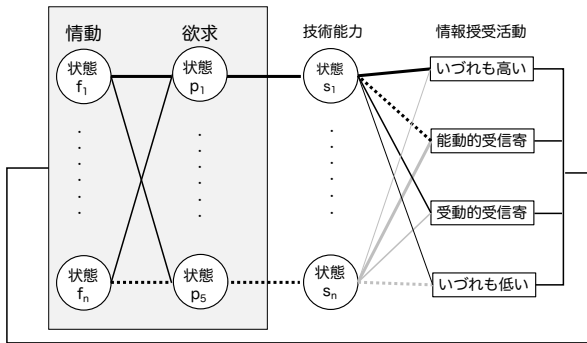 情動 欲求 技術能力 情報授受活動
状態 f1 状態 p1 状態 s1 いづれも高い
能動的受信寄
受動的受信寄
状態 fn 状態 p5 状態 sn いづれも低い